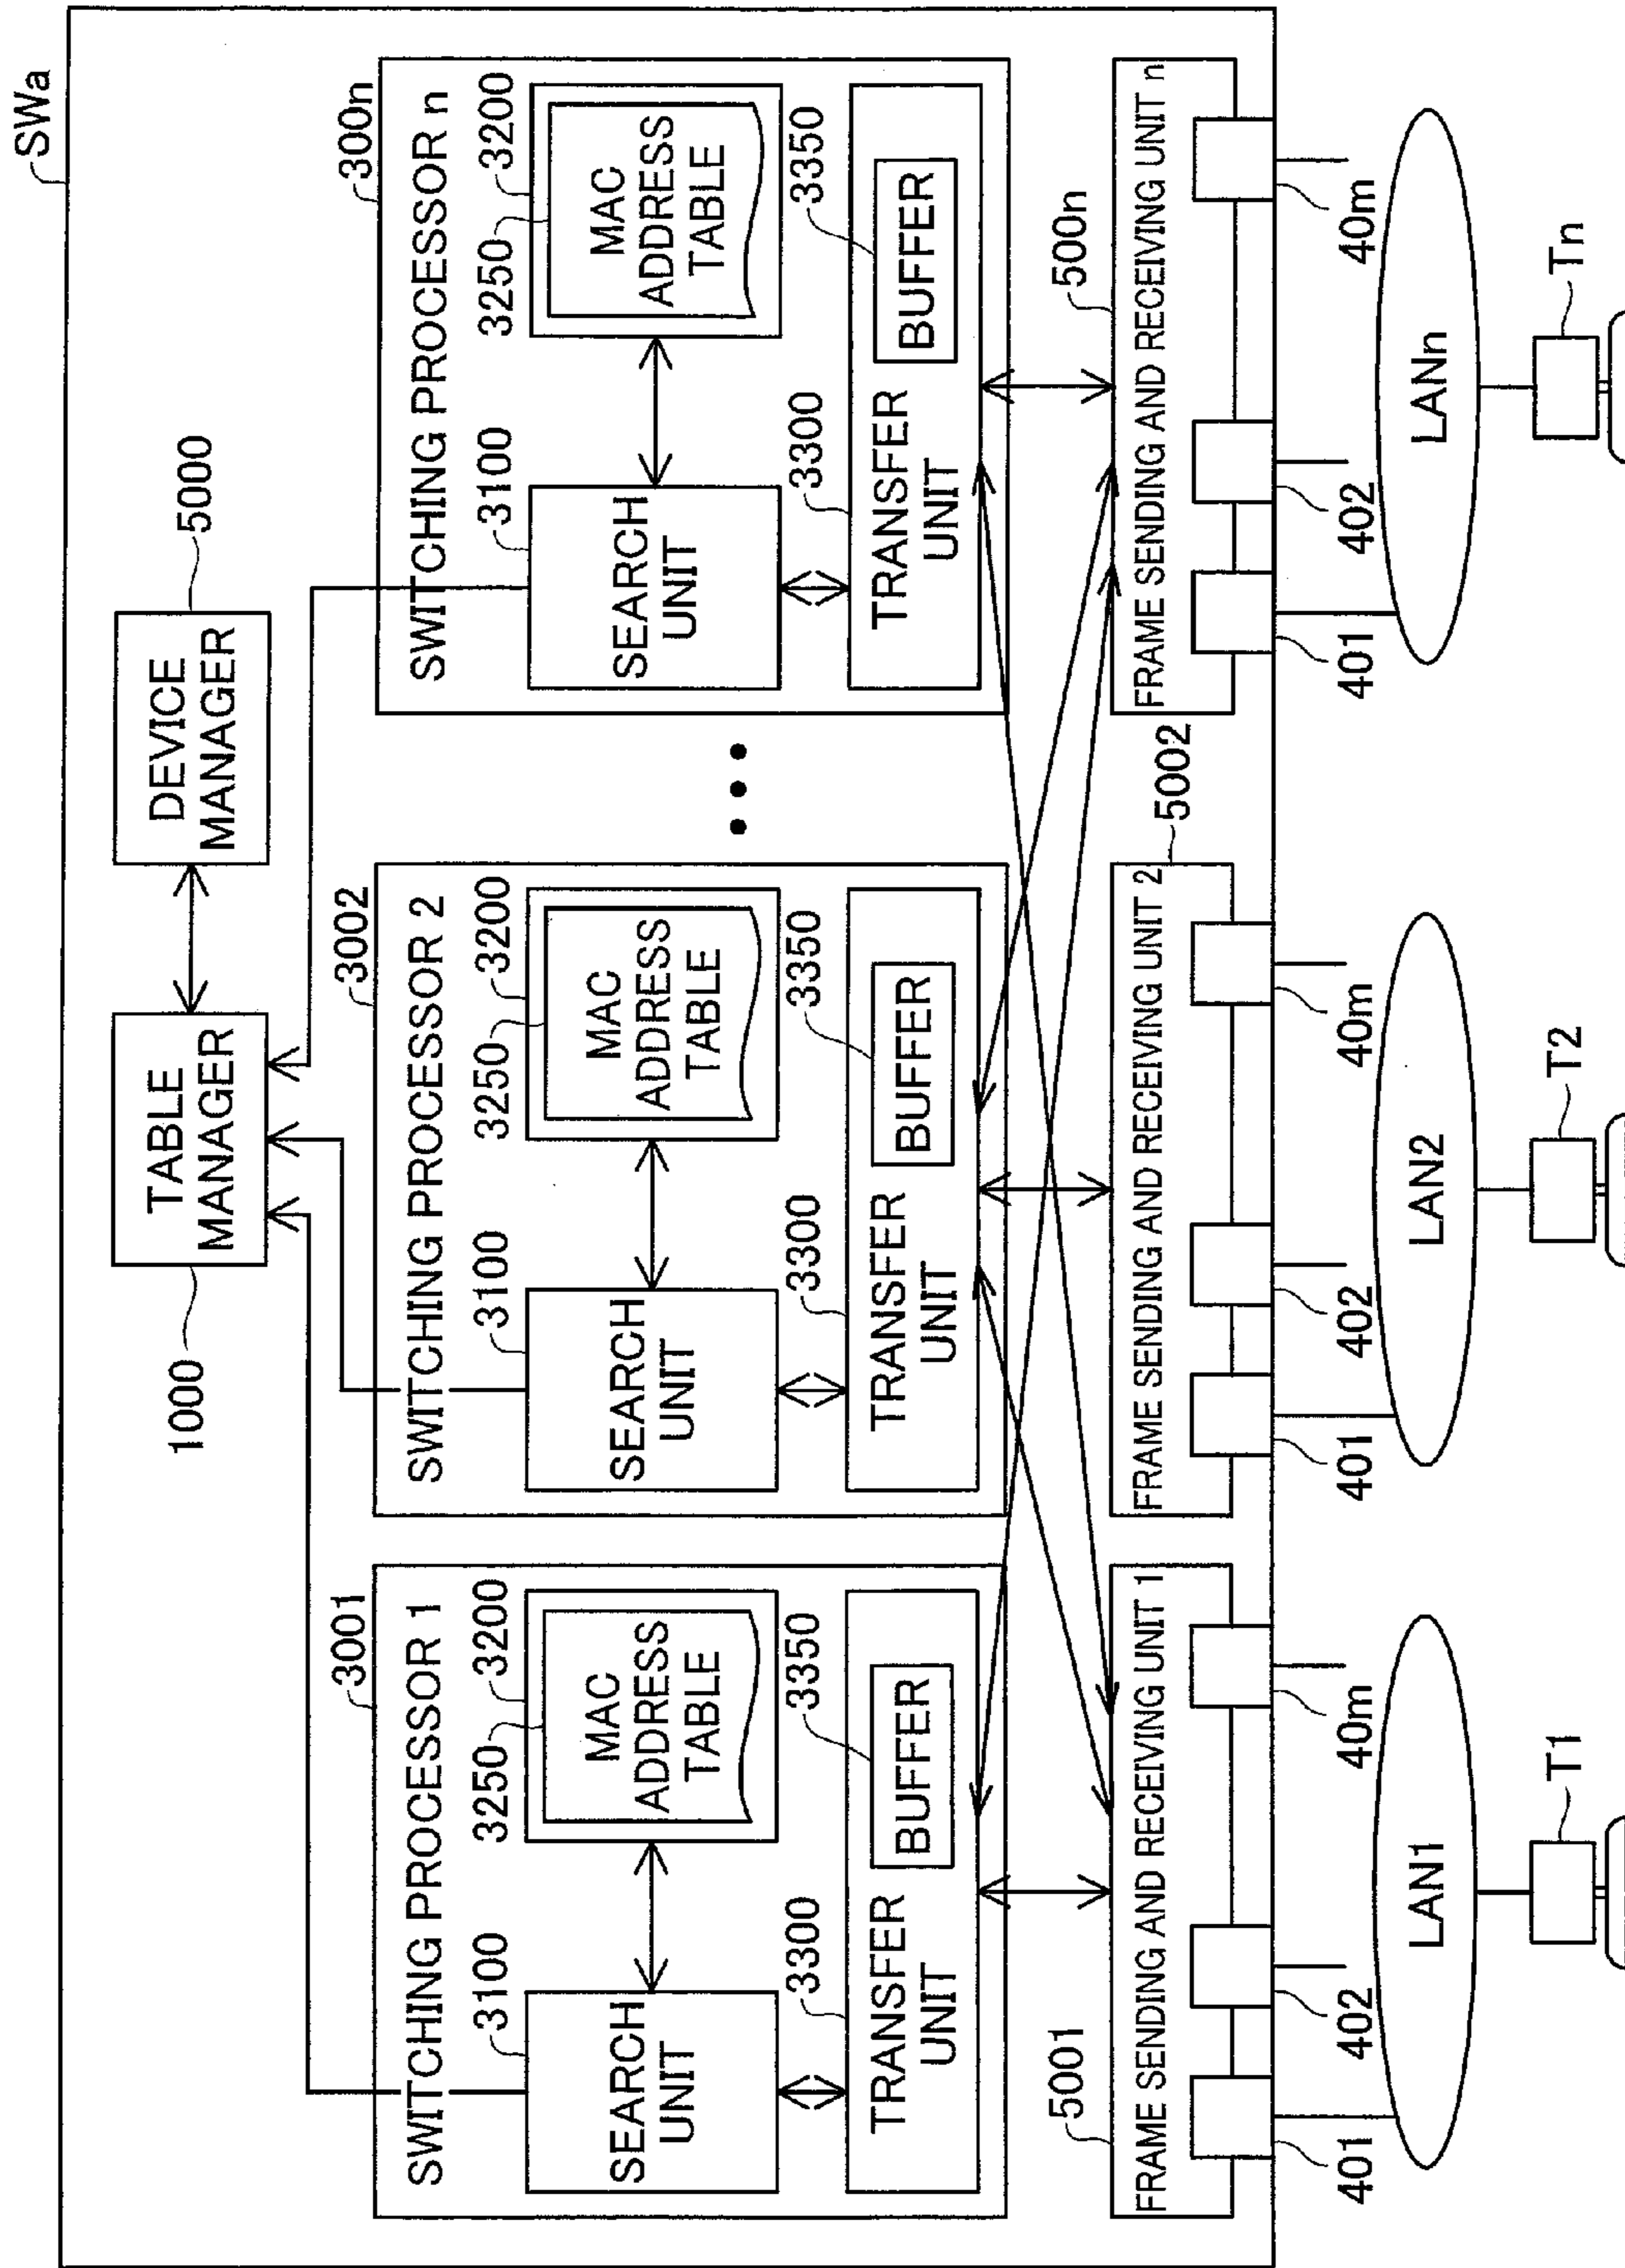 SWa
TABLE
MANAGER
1000
DEVICE
MANAGER
5000
3001
SWITCHING PROCESSOR 1
3100
SEARCH
UNIT
3250
3200
MAC
ADDRESS
TABLE
3300
TRANSFER
UNIT
3350
BUFFER
3002
SWITCHING PROCESSOR 2
3100
SEARCH
UNIT
3250
3200
MAC
ADDRESS
TABLE
3300
TRANSFER
UNIT
3350
BUFFER
300n
SWITCHING PROCESSOR n
3100
SEARCH
UNIT
3250
3200
MAC
ADDRESS
TABLE
3300
TRANSFER
UNIT
3350
BUFFER
5001
FRAME SENDING AND RECEIVING UNIT 1
401
402
40m
5002
FRAME SENDING AND RECEIVING UNIT 2
401
402
40m
500n
FRAME SENDING AND RECEIVING UNIT n
401
402
40m
LAN1
LAN2
LANn
T1
T2
Tn